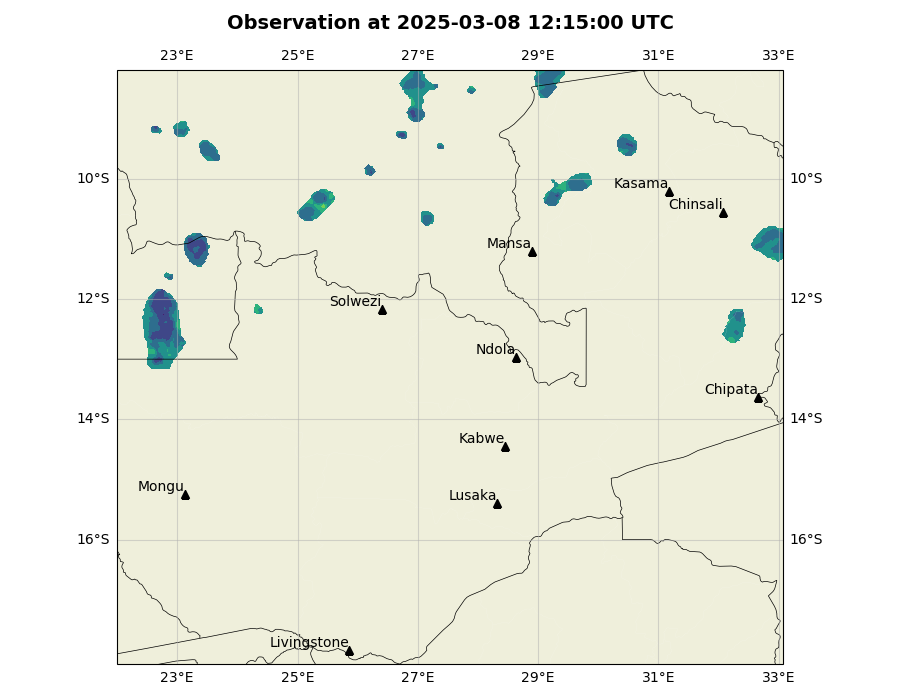 Observation at 2025-03-08 12:15:00 UTC
23°E 25°E 27°E 29°E 31°E 33°E
10°S 10°S
Kasama
Chinsali
Mansa
12°S 12°S
Solwezi
Ndola
Chipata
14°S 14°S
Kabwe
Mongu
Lusaka
16°S 16°S
Livingstone
23°E 25°E 27°E 29°E 31°E 33°E